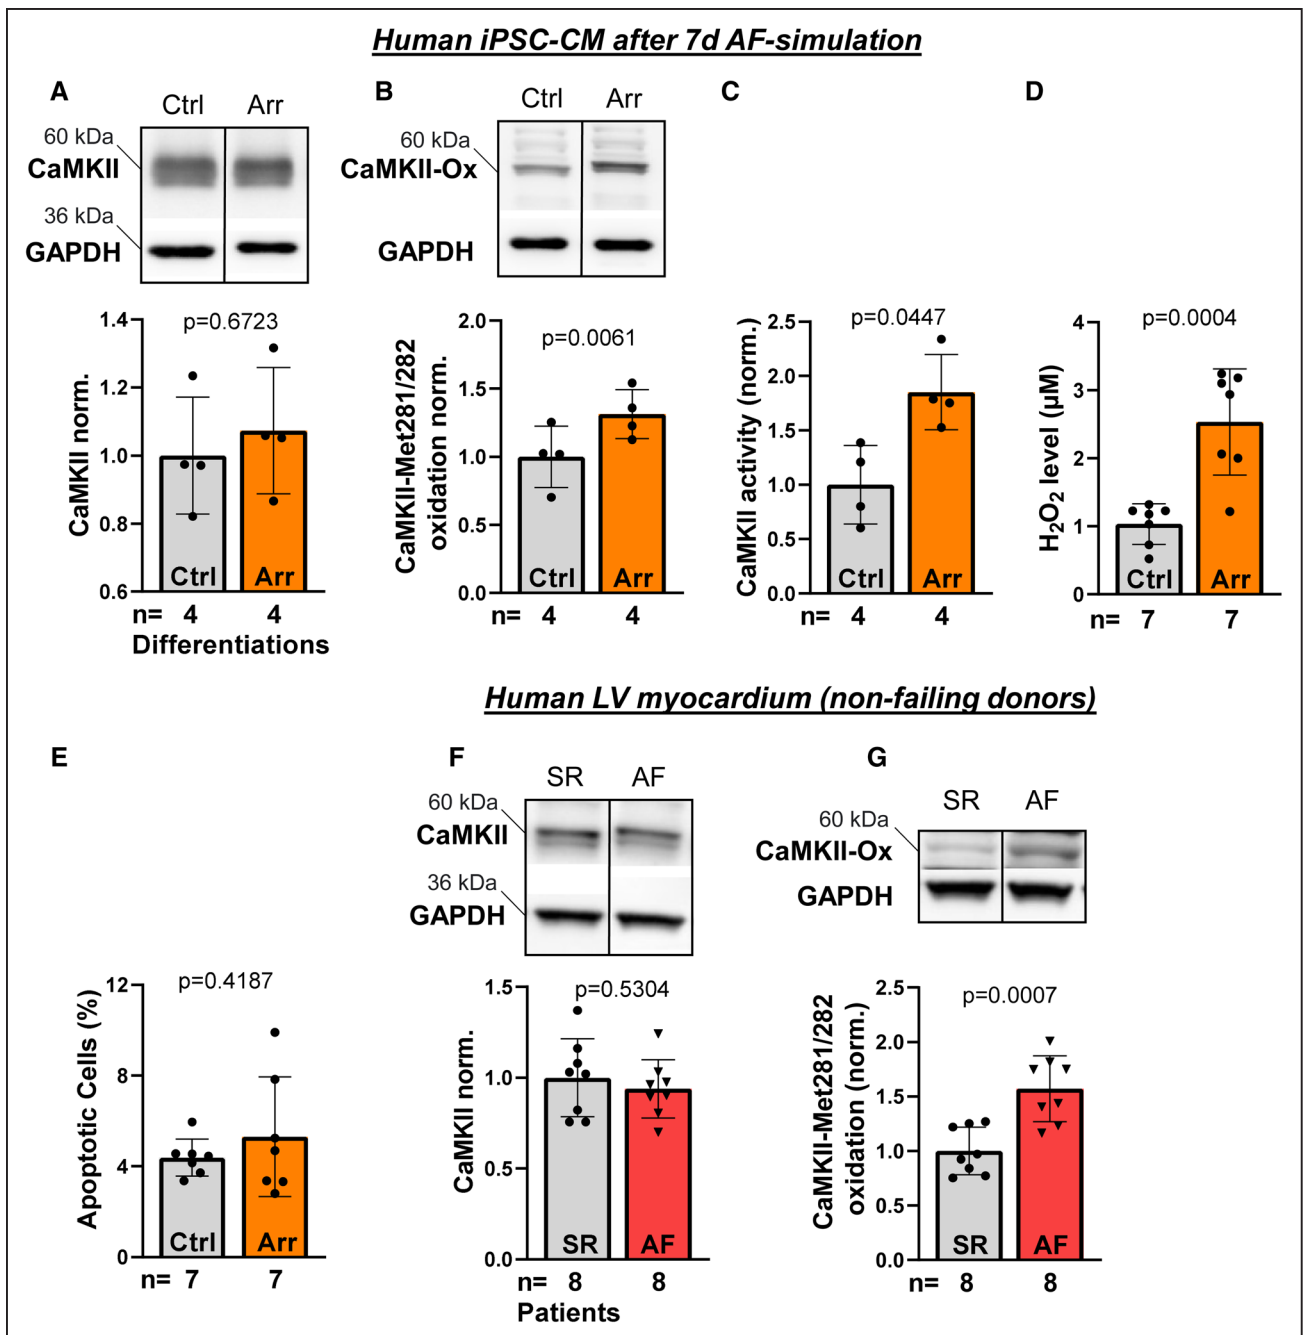 Human iPSC-CM after 7d AF-simulation
A
Ctrl Arr
60 kDa
CaMKII
36 kDa
GAPDH
CaMKII norm.
1.4
1.2
1.0
0.8
0.6
p=0.6723
Ctrl Arr
n= 4 4
Differentiations
B
Ctrl Arr
60 kDa
CaMKII-Ox
GAPDH
CaMKII-Met281/282
oxidation norm.
2.0
1.5
1.0
0.5
0.0
p=0.0061
Ctrl Arr
n= 4 4
C
CaMKII activity (norm.)
2.5
2.0
1.5
1.0
0.5
0.0
p=0.0447
Ctrl Arr
n= 4 4
D
H₂O₂ level (µM)
4
3
2
1
0
p=0.0004
Ctrl Arr
n= 7 7
Human LV myocardium (non-failing donors)
E
Apoptotic Cells (%)
12
8
4
0
p=0.4187
Ctrl Arr
n= 7 7
F
SR AF
60 kDa
CaMKII
36 kDa
GAPDH
CaMKII norm.
1.5
1.0
0.5
0.0
p=0.5304
SR AF
n= 8 8
Patients
G
SR AF
60 kDa
CaMKII-Ox
GAPDH
CaMKII-Met281/282
oxidation (norm.)
2.5
2.0
1.5
1.0
0.5
0.0
p=0.0007
SR AF
n= 8 8